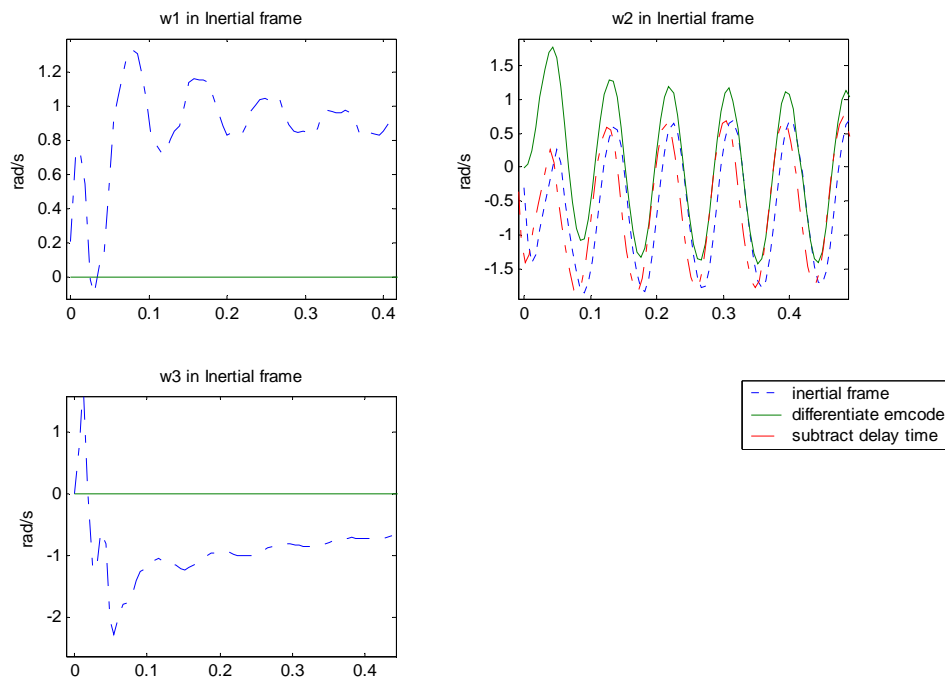 w1 in Inertial frame
rad/s
1.2
1
0.8
0.6
0.4
0.2
0
0 0.1 0.2 0.3 0.4
w2 in Inertial frame
rad/s
1.5
1
0.5
0
-0.5
-1
-1.5
0 0.1 0.2 0.3 0.4
w3 in Inertial frame
rad/s
1
0
-1
-2
0 0.1 0.2 0.3 0.4
inertial frame
differentiate emcode
subtract delay time